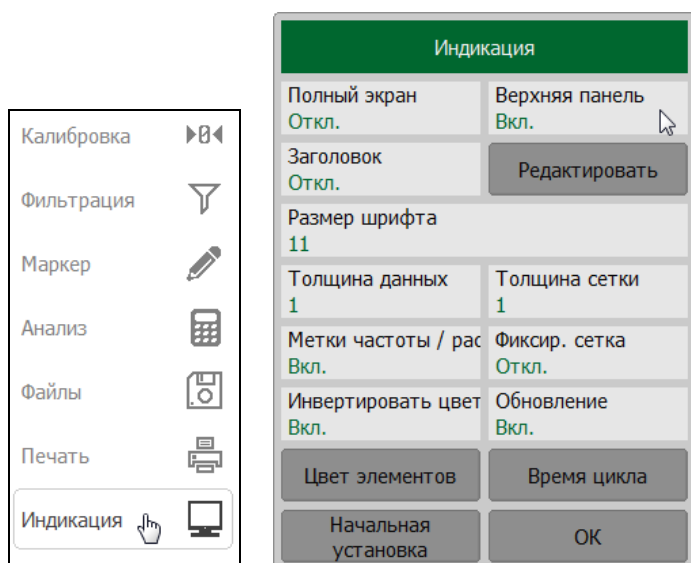 Калибровка
Фильтрация
Маркер
Анализ
Файлы
Печать
Индикация
Индикация
Полный экран
Откл.
Верхняя панель
Вкл.
Заголовок
Откл.
Редактировать
Размер шрифта
11
Толщина данных
1
Толщина сетки
1
Метки частоты / рас
Вкл.
Фиксир. сетка
Откл.
Инвертировать цвет
Вкл.
Обновление
Вкл.
Цвет элементов
Время цикла
Начальная
установка
ОК